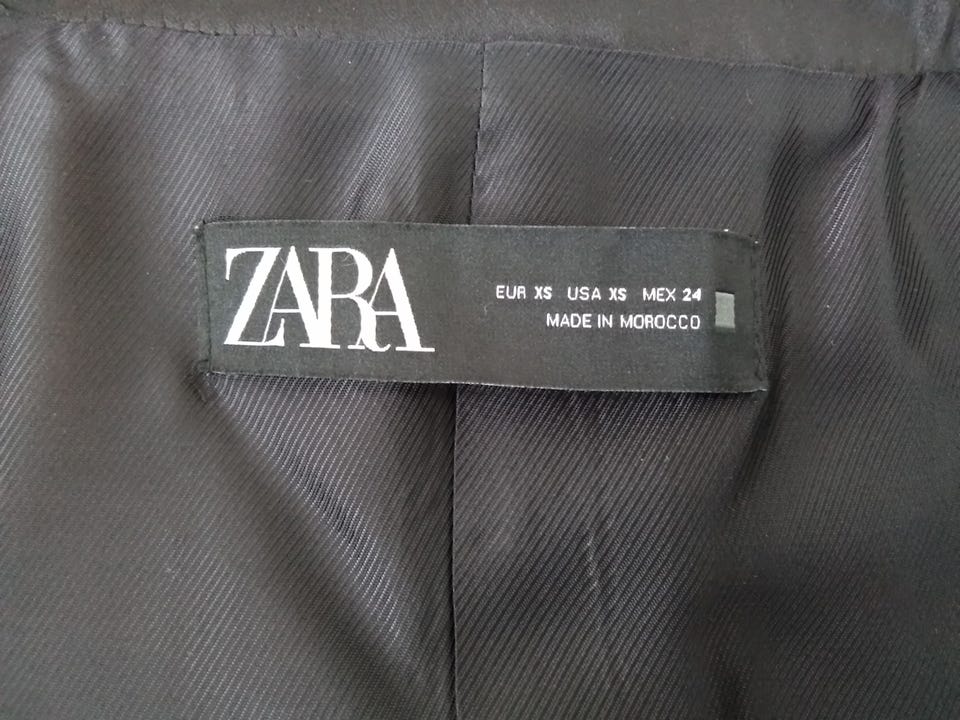 ZARA
EUR XS USA XS MEX 24
MADE IN MOROCCO